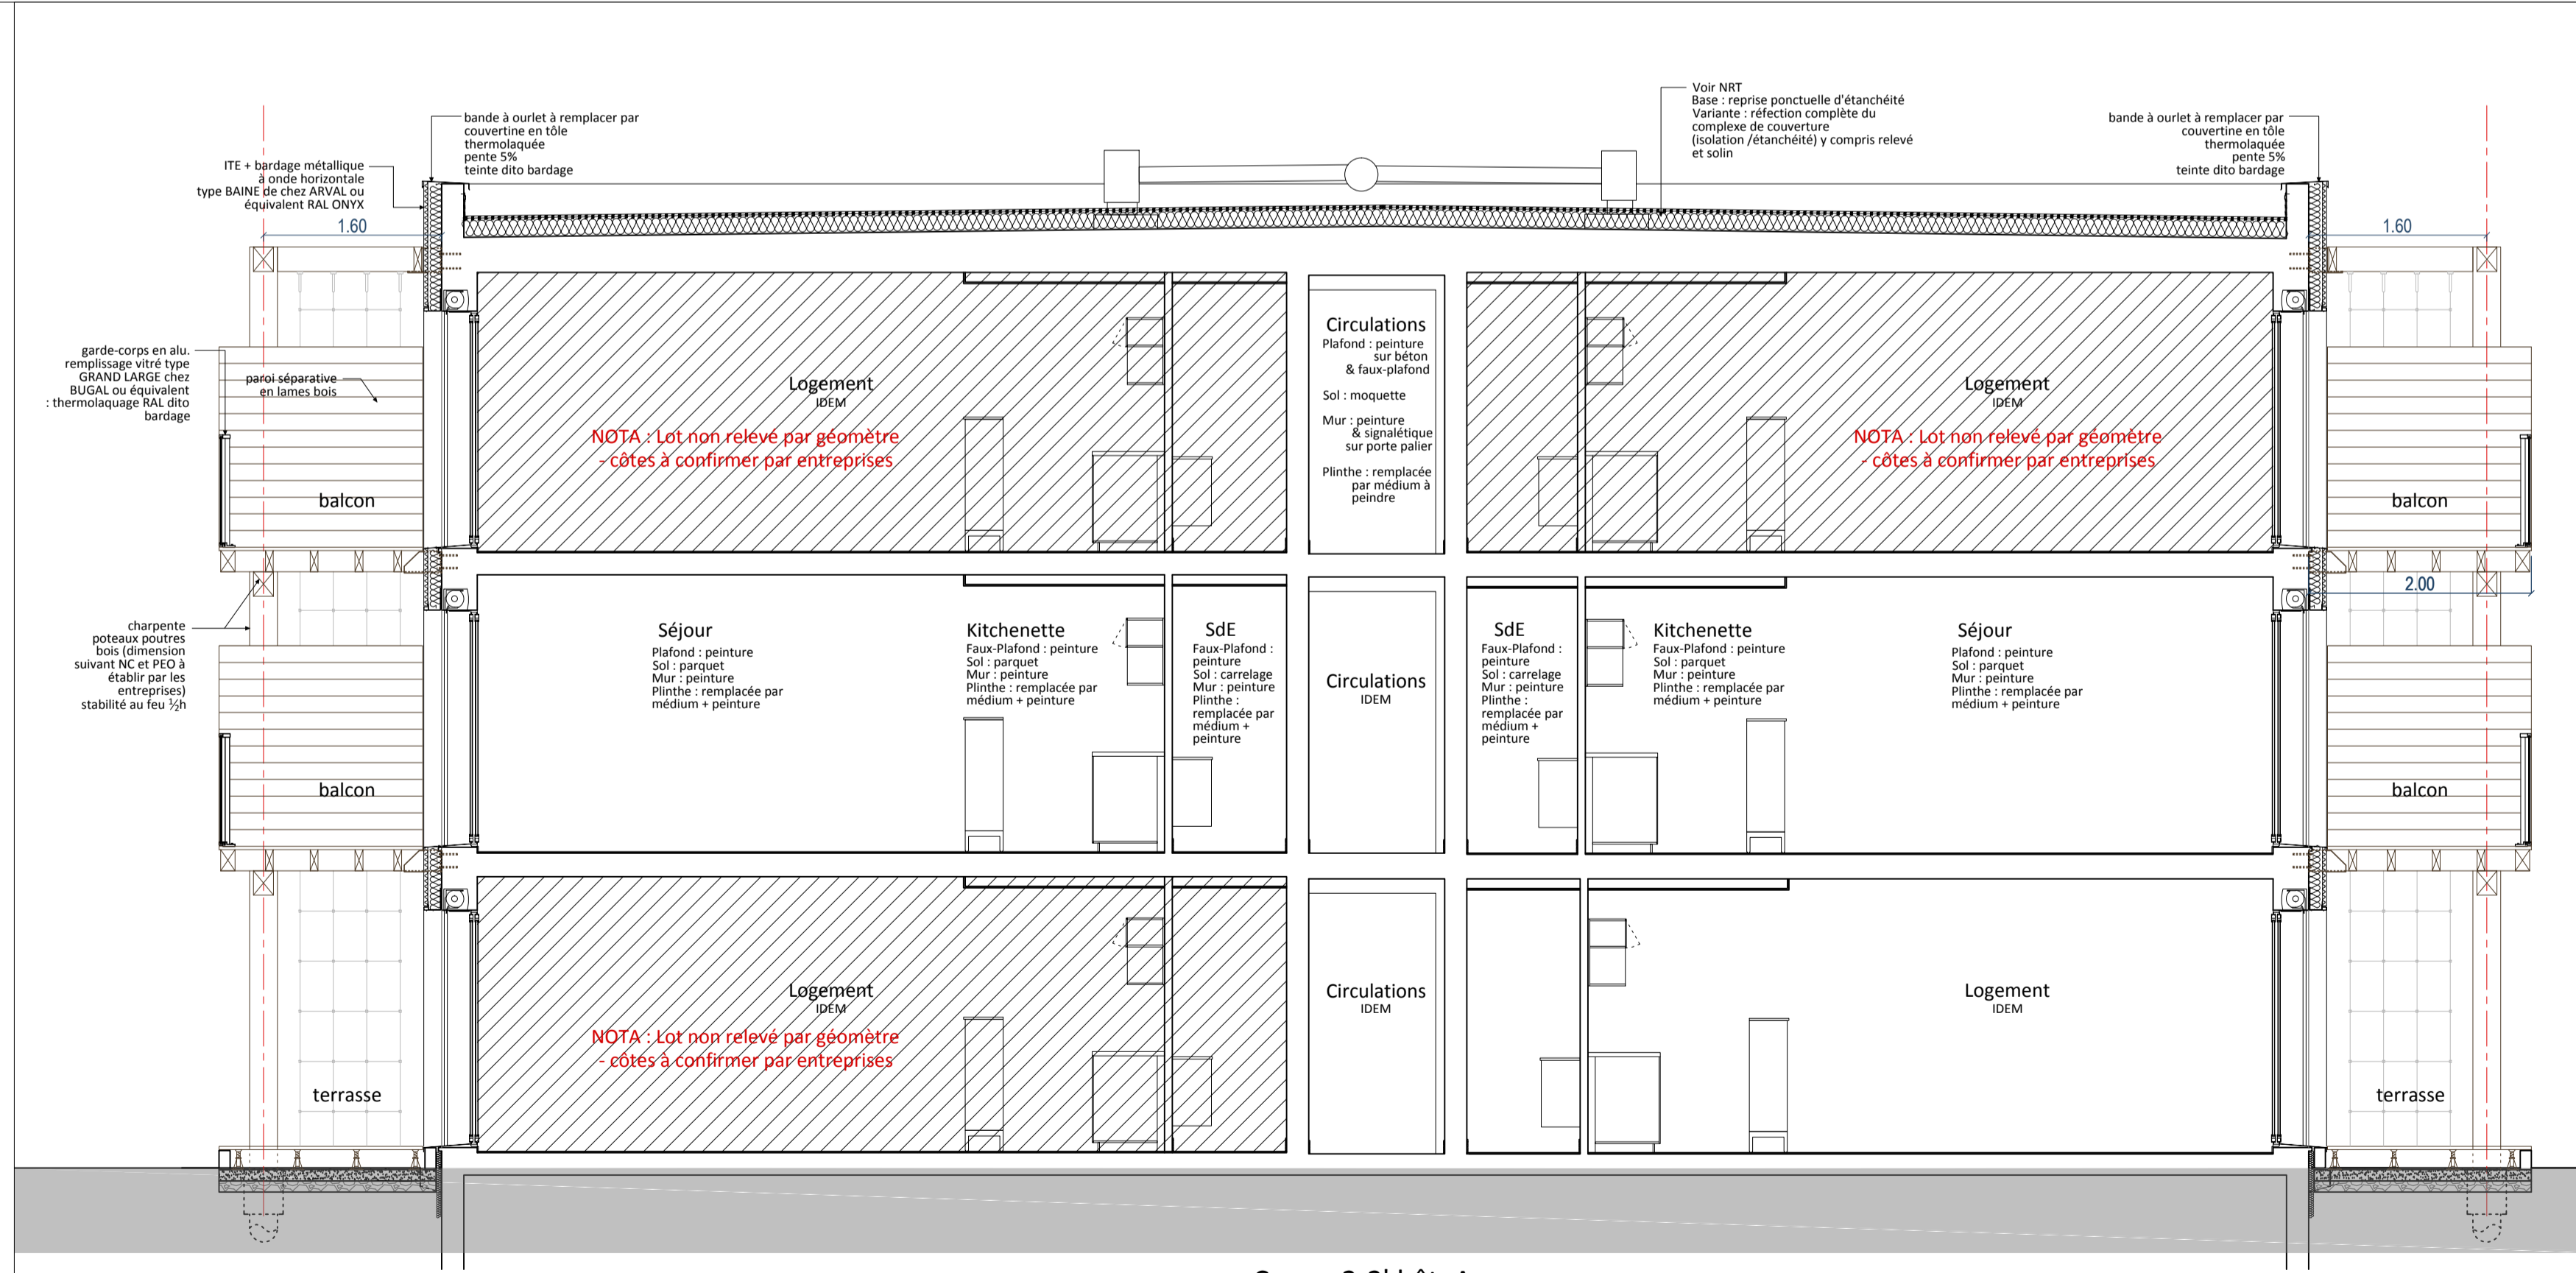 Voir NRT
Base : reprise ponctuelle d'étanchéité
Variante : réfection complète du
complexe de couverture
(isolation /étanchéité) y compris relevé
et solin
bande à ourlet à remplacer par
couvertine en tôle
thermolaquée
pente 5%
teinte dito bardage
bande à ourlet à remplacer par
couvertine en tôle
thermolaquée
pente 5%
teinte dito bardage
ITE + bardage métallique
à onde horizontale
type BAINE de chez ARVAL ou
équivalent RAL ONYX
1.60
1.60
garde-corps en alu.
remplissage vitré type
GRAND LARGE chez
BUGAL ou équivalent
: thermolaquage RAL dito
bardage
paroi séparative
en lames bois
balcon
Logement
IDEM
NOTA : Lot non relevé par géomètre
- côtes à confirmer par entreprises
Circulations
Plafond : peinture
sur béton
& faux-plafond
Sol : moquette
Mur : peinture
& signalétique
sur porte palier
Plinthe : remplacée
par médium à
peindre
Logement
IDEM
NOTA : Lot non relevé par géomètre
- côtes à confirmer par entreprises
balcon
2.00
charpente
poteaux poutres
bois (dimension
suivant NC et PEO à
établir par les
entreprises)
stabilité au feu ½h
balcon
Séjour
Plafond : peinture
Sol : parquet
Mur : peinture
Plinthe : remplacée par
médium + peinture
Kitchenette
Faux-Plafond : peinture
Sol : parquet
Mur : peinture
Plinthe : remplacée par
médium + peinture
SdE
Faux-Plafond :
peinture
Sol : carrelage
Mur : peinture
Plinthe :
remplacée par
médium +
peinture
Circulations
IDEM
SdE
Faux-Plafond :
peinture
Sol : carrelage
Mur : peinture
Plinthe :
remplacée par
médium +
peinture
Kitchenette
Faux-Plafond : peinture
Sol : parquet
Mur : peinture
Plinthe : remplacée par
médium + peinture
Séjour
Plafond : peinture
Sol : parquet
Mur : peinture
Plinthe : remplacée par
médium + peinture
balcon
terrasse
Logement
IDEM
NOTA : Lot non relevé par géomètre
- côtes à confirmer par entreprises
Circulations
IDEM
Logement
IDEM
terrasse